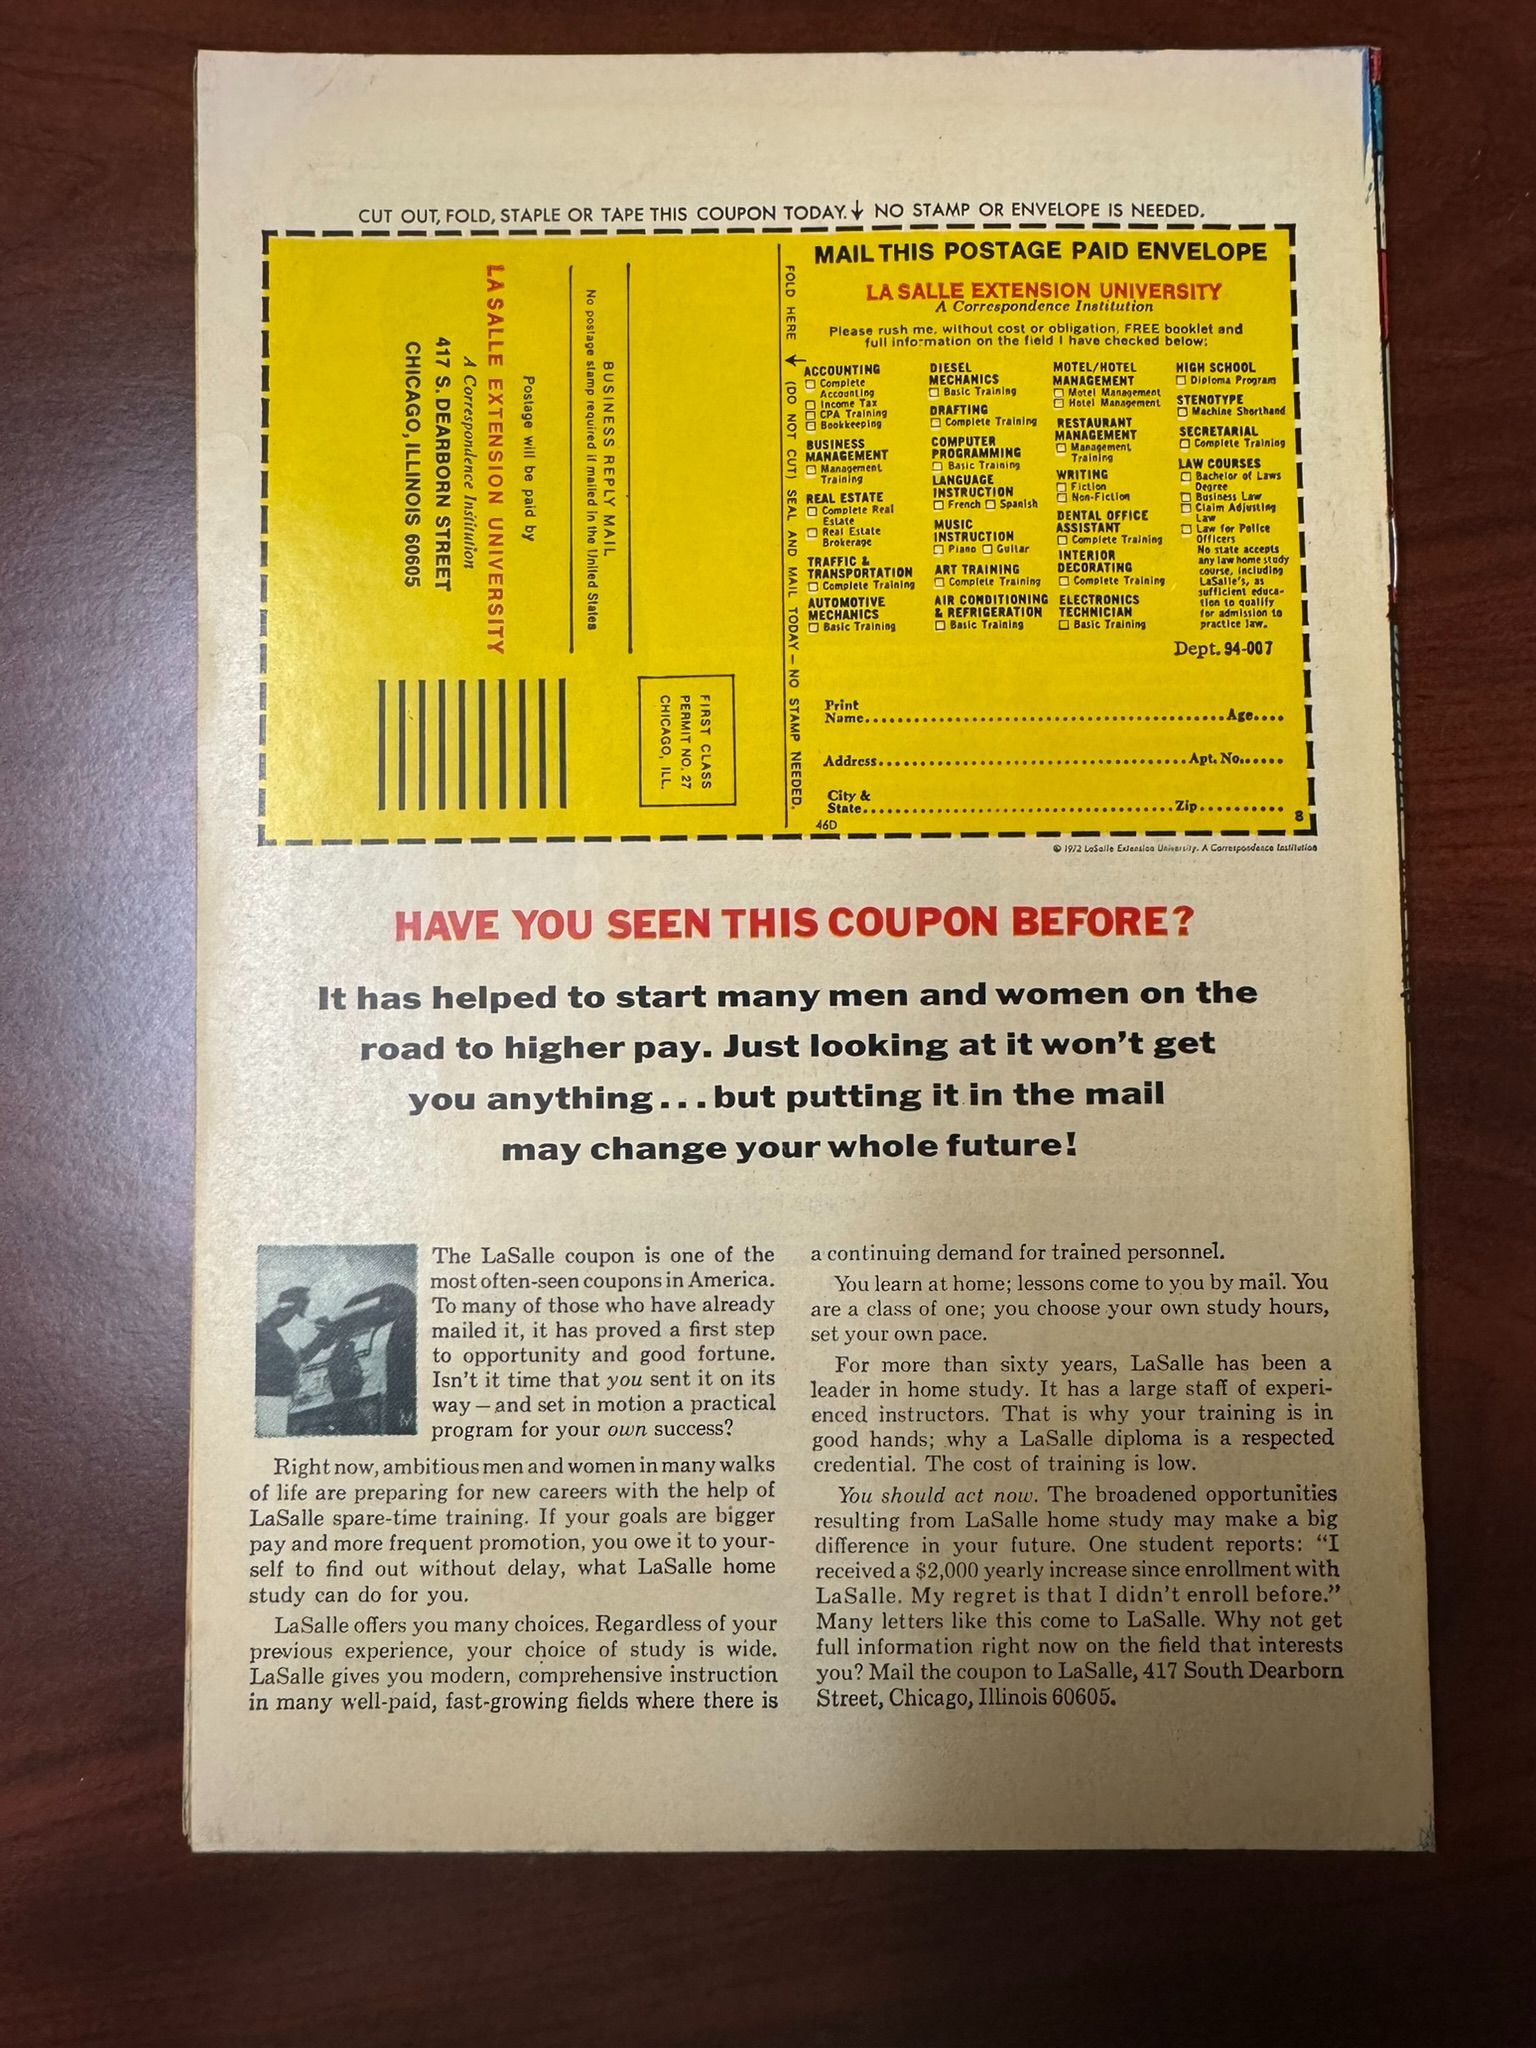 CUT OUT, FOLD, STAPLE OR TAPE THIS COUPON TODAY.↓ NO STAMP OR ENVELOPE IS NEEDED.
LA SALLE EXTENSION UNIVERSITY
A Correspondence Institution
417 S. DEARBORN STREET
CHICAGO, ILLINOIS 60605
Postage will be paid by
BUSINESS REPLY MAIL
No postage stamp required if mailed in the United States
FIRST CLASS
PERMIT NO. 27
CHICAGO, ILL.
FOLD HERE ↓ (DO NOT CUT) SEAL AND MAIL TODAY — NO STAMP NEEDED.
MAIL THIS POSTAGE PAID ENVELOPE
LA SALLE EXTENSION UNIVERSITY
A Correspondence Institution
Please rush me, without cost or obligation, FREE booklet and
full information on the field I have checked below:
ACCOUNTING
☐ Complete
Accounting
☐ Income Tax
☐ CPA Training
☐ Bookkeeping
BUSINESS
MANAGEMENT
☐ Management
Training
REAL ESTATE
☐ Complete Real
Estate
☐ Real Estate
Brokerage
TRAFFIC &
TRANSPORTATION
☐ Complete Training
AUTOMOTIVE
MECHANICS
☐ Basic Training
DIESEL
MECHANICS
☐ Basic Training
DRAFTING
☐ Complete Training
COMPUTER
PROGRAMMING
☐ Basic Training
LANGUAGE
INSTRUCTION
☐ French ☐ Spanish
MUSIC
INSTRUCTION
☐ Piano ☐ Guitar
ART TRAINING
☐ Complete Training
AIR CONDITIONING
& REFRIGERATION
☐ Basic Training
MOTEL/HOTEL
MANAGEMENT
☐ Motel Management
☐ Hotel Management
RESTAURANT
MANAGEMENT
☐ Management
Training
WRITING
☐ Fiction
☐ Non-Fiction
DENTAL OFFICE
ASSISTANT
☐ Complete Training
INTERIOR
DECORATING
☐ Complete Training
ELECTRONICS
TECHNICIAN
☐ Basic Training
HIGH SCHOOL
☐ Diploma Program
STENOTYPE
☐ Machine Shorthand
SECRETARIAL
☐ Complete Training
LAW COURSES
☐ Bachelor of Laws
Degree
☐ Business Law
☐ Claim Adjusting
Law
☐ Law for Police
Officers
No state accepts
any law home study
course, including
LaSalle's, as
sufficient educa-
tion to qualify
for admission to
practice law.
Dept. 94-007
Print
Name.......... Age....
Address.......... Apt. No......
City &
State.......... Zip..........
46D 8
© 1972 LaSalle Extension University. A Correspondence Institution
HAVE YOU SEEN THIS COUPON BEFORE?
It has helped to start many men and women on the
road to higher pay. Just looking at it won't get
you anything... but putting it in the mail
may change your whole future!
The LaSalle coupon is one of the
most often-seen coupons in America.
To many of those who have already
mailed it, it has proved a first step
to opportunity and good fortune.
Isn't it time that you sent it on its
way — and set in motion a practical
program for your own success?
Right now, ambitious men and women in many walks
of life are preparing for new careers with the help of
LaSalle spare-time training. If your goals are bigger
pay and more frequent promotion, you owe it to your-
self to find out without delay, what LaSalle home
study can do for you.
LaSalle offers you many choices. Regardless of your
previous experience, your choice of study is wide.
LaSalle gives you modern, comprehensive instruction
in many well-paid, fast-growing fields where there is
a continuing demand for trained personnel.
You learn at home; lessons come to you by mail. You
are a class of one; you choose your own study hours,
set your own pace.
For more than sixty years, LaSalle has been a
leader in home study. It has a large staff of experi-
enced instructors. That is why your training is in
good hands; why a LaSalle diploma is a respected
credential. The cost of training is low.
You should act now. The broadened opportunities
resulting from LaSalle home study may make a big
difference in your future. One student reports: “I
received a $2,000 yearly increase since enrollment with
LaSalle. My regret is that I didn't enroll before.”
Many letters like this come to LaSalle. Why not get
full information right now on the field that interests
you? Mail the coupon to LaSalle, 417 South Dearborn
Street, Chicago, Illinois 60605.